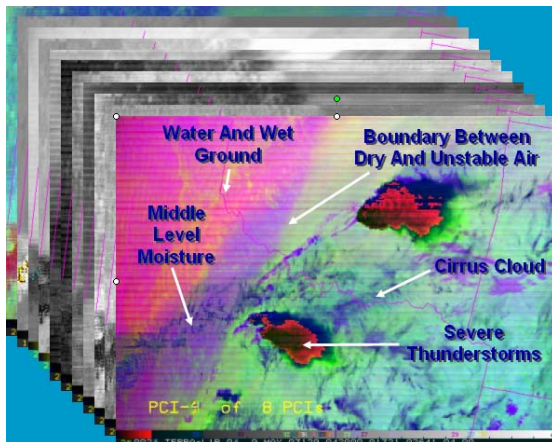 Water And Wet
Ground
Boundary Between
Dry And Unstable Air
Middle
Level
Moisture
Cirrus Cloud
Severe
Thunderstorms
PCI-4 of 8 PCIs